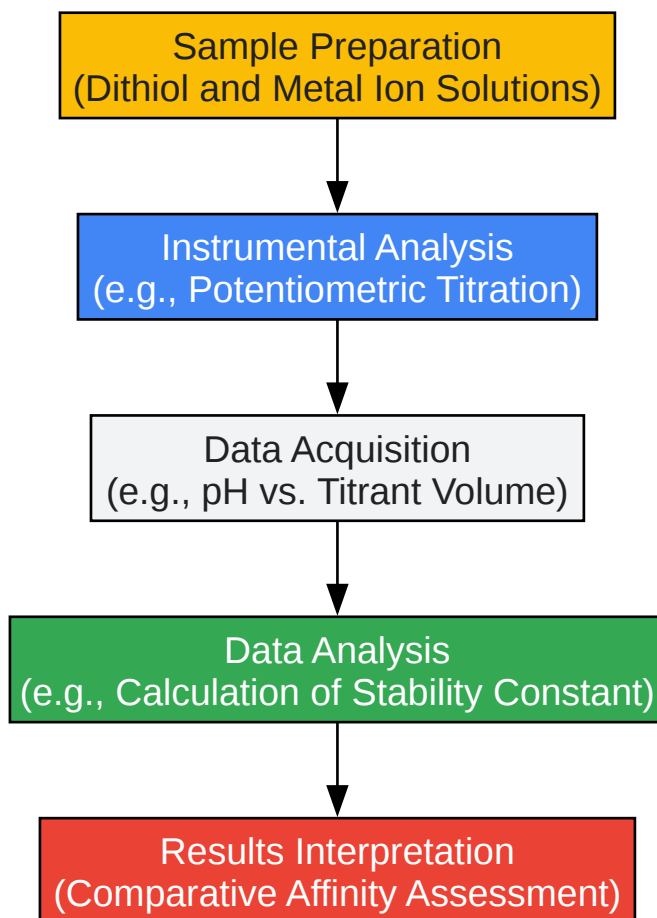 Sample Preparation
(Dithiol and Metal Ion Solutions)
Instrumental Analysis
(e.g., Potentiometric Titration)
Data Acquisition
(e.g., pH vs. Titrant Volume)
Data Analysis
(e.g., Calculation of Stability Constant)
Results Interpretation
(Comparative Affinity Assessment)